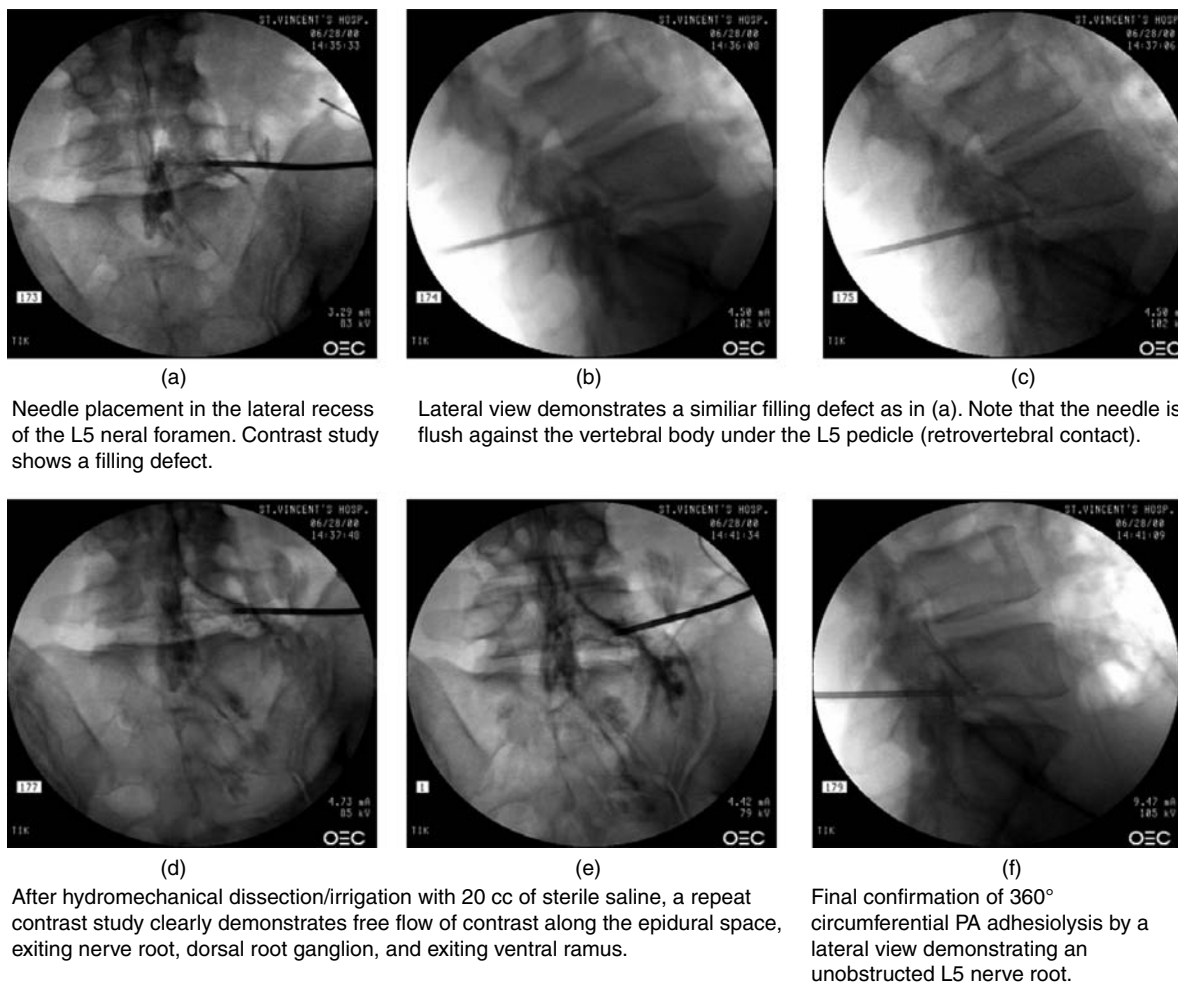 ST.VINCENT'S HOSP.
06/28/00
14:35:33
173
3.29 mA
83 kV
TIK
OEC
ST.VINCENT'S HOSP.
06/28/00
14:36:08
174
4.50 mA
102 kV
TIK
OEC
ST.VINCENT'S HOSP.
06/28/00
14:37:06
175
4.50 mA
102 k
TIK
OEC
(a)
(b)
(c)
Needle placement in the lateral recess
of the L5 neral foramen. Contrast study
shows a filling defect.
Lateral view demonstrates a similiar filling defect as in (a). Note that the needle is
flush against the vertebral body under the L5 pedicle (retrovertebral contact).
ST.VINCENT'S HOSP.
06/28/00
14:37:48
177
4.73 mA
85 kV
TIK
OEC
ST.VINCENT'S HOSP.
06/28/00
14:41:34
1
4.42 mA
79 kV
TIK
OEC
ST.VINCENT'S HOSP.
06/28/00
14:41:09
179
9.47 mA
105 kV
TIK
OEC
(d)
(e)
(f)
After hydromechanical dissection/irrigation with 20 cc of sterile saline, a repeat
contrast study clearly demonstrates free flow of contrast along the epidural space,
exiting nerve root, dorsal root ganglion, and exiting ventral ramus.
Final confirmation of 360°
circumferential PA adhesiolysis by a
lateral view demonstrating an
unobstructed L5 nerve root.